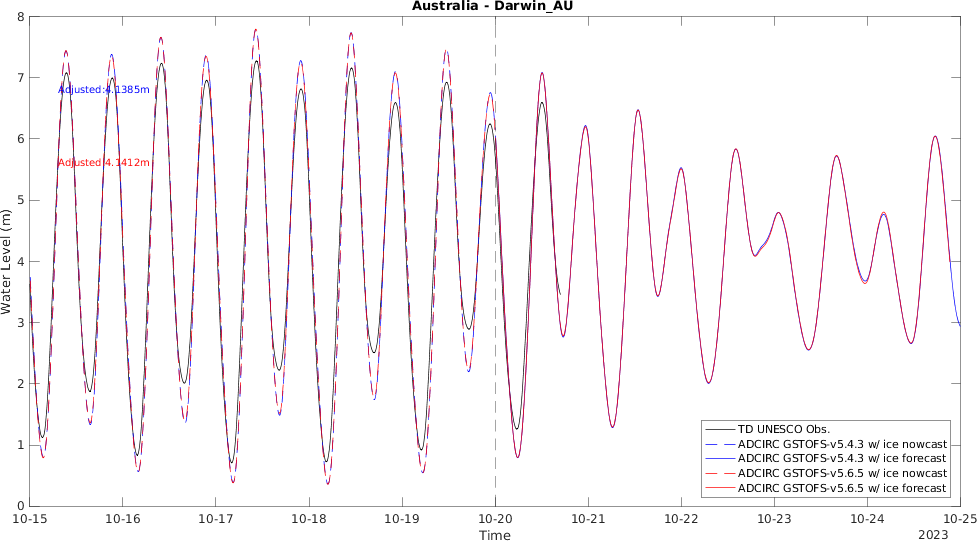 Australia - Darwin_AU
8
7
Adjusted:4.1385m
6
Adjusted:4.1412m
5
Water Level (m)
4
3
2
1
0
TD UNESCO Obs.
ADCIRC GSTOFS-v5.4.3 w/ ice nowcast
ADCIRC GSTOFS-v5.4.3 w/ ice forecast
ADCIRC GSTOFS-v5.6.5 w/ ice nowcast
ADCIRC GSTOFS-v5.6.5 w/ ice forecast
10-15 10-16 10-17 10-18 10-19 10-20 10-21 10-22 10-23 10-24 10-25
Time
2023